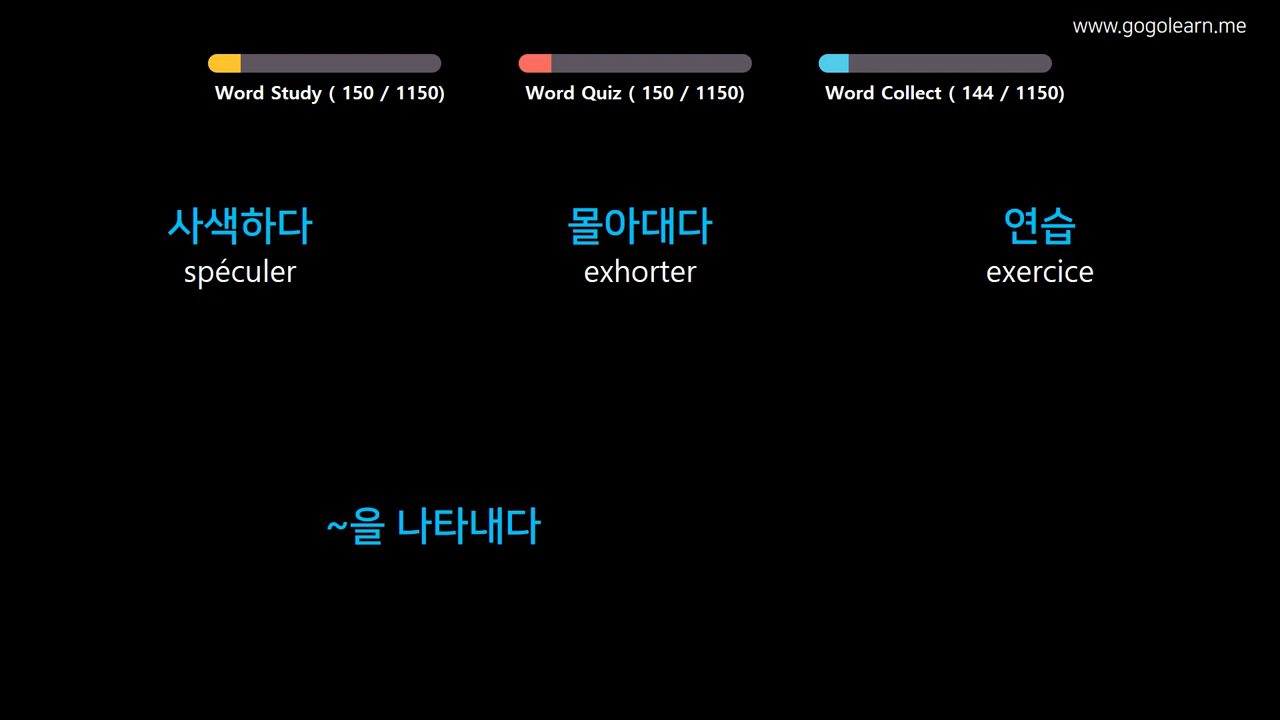 www.gogolearn.me
Word Study ( 150 / 1150)
Word Quiz ( 150 / 1150)
Word Collect ( 144 / 1150)
사색하다
spéculer
몰아대다
exhorter
연습
exercice
~을 나타내다